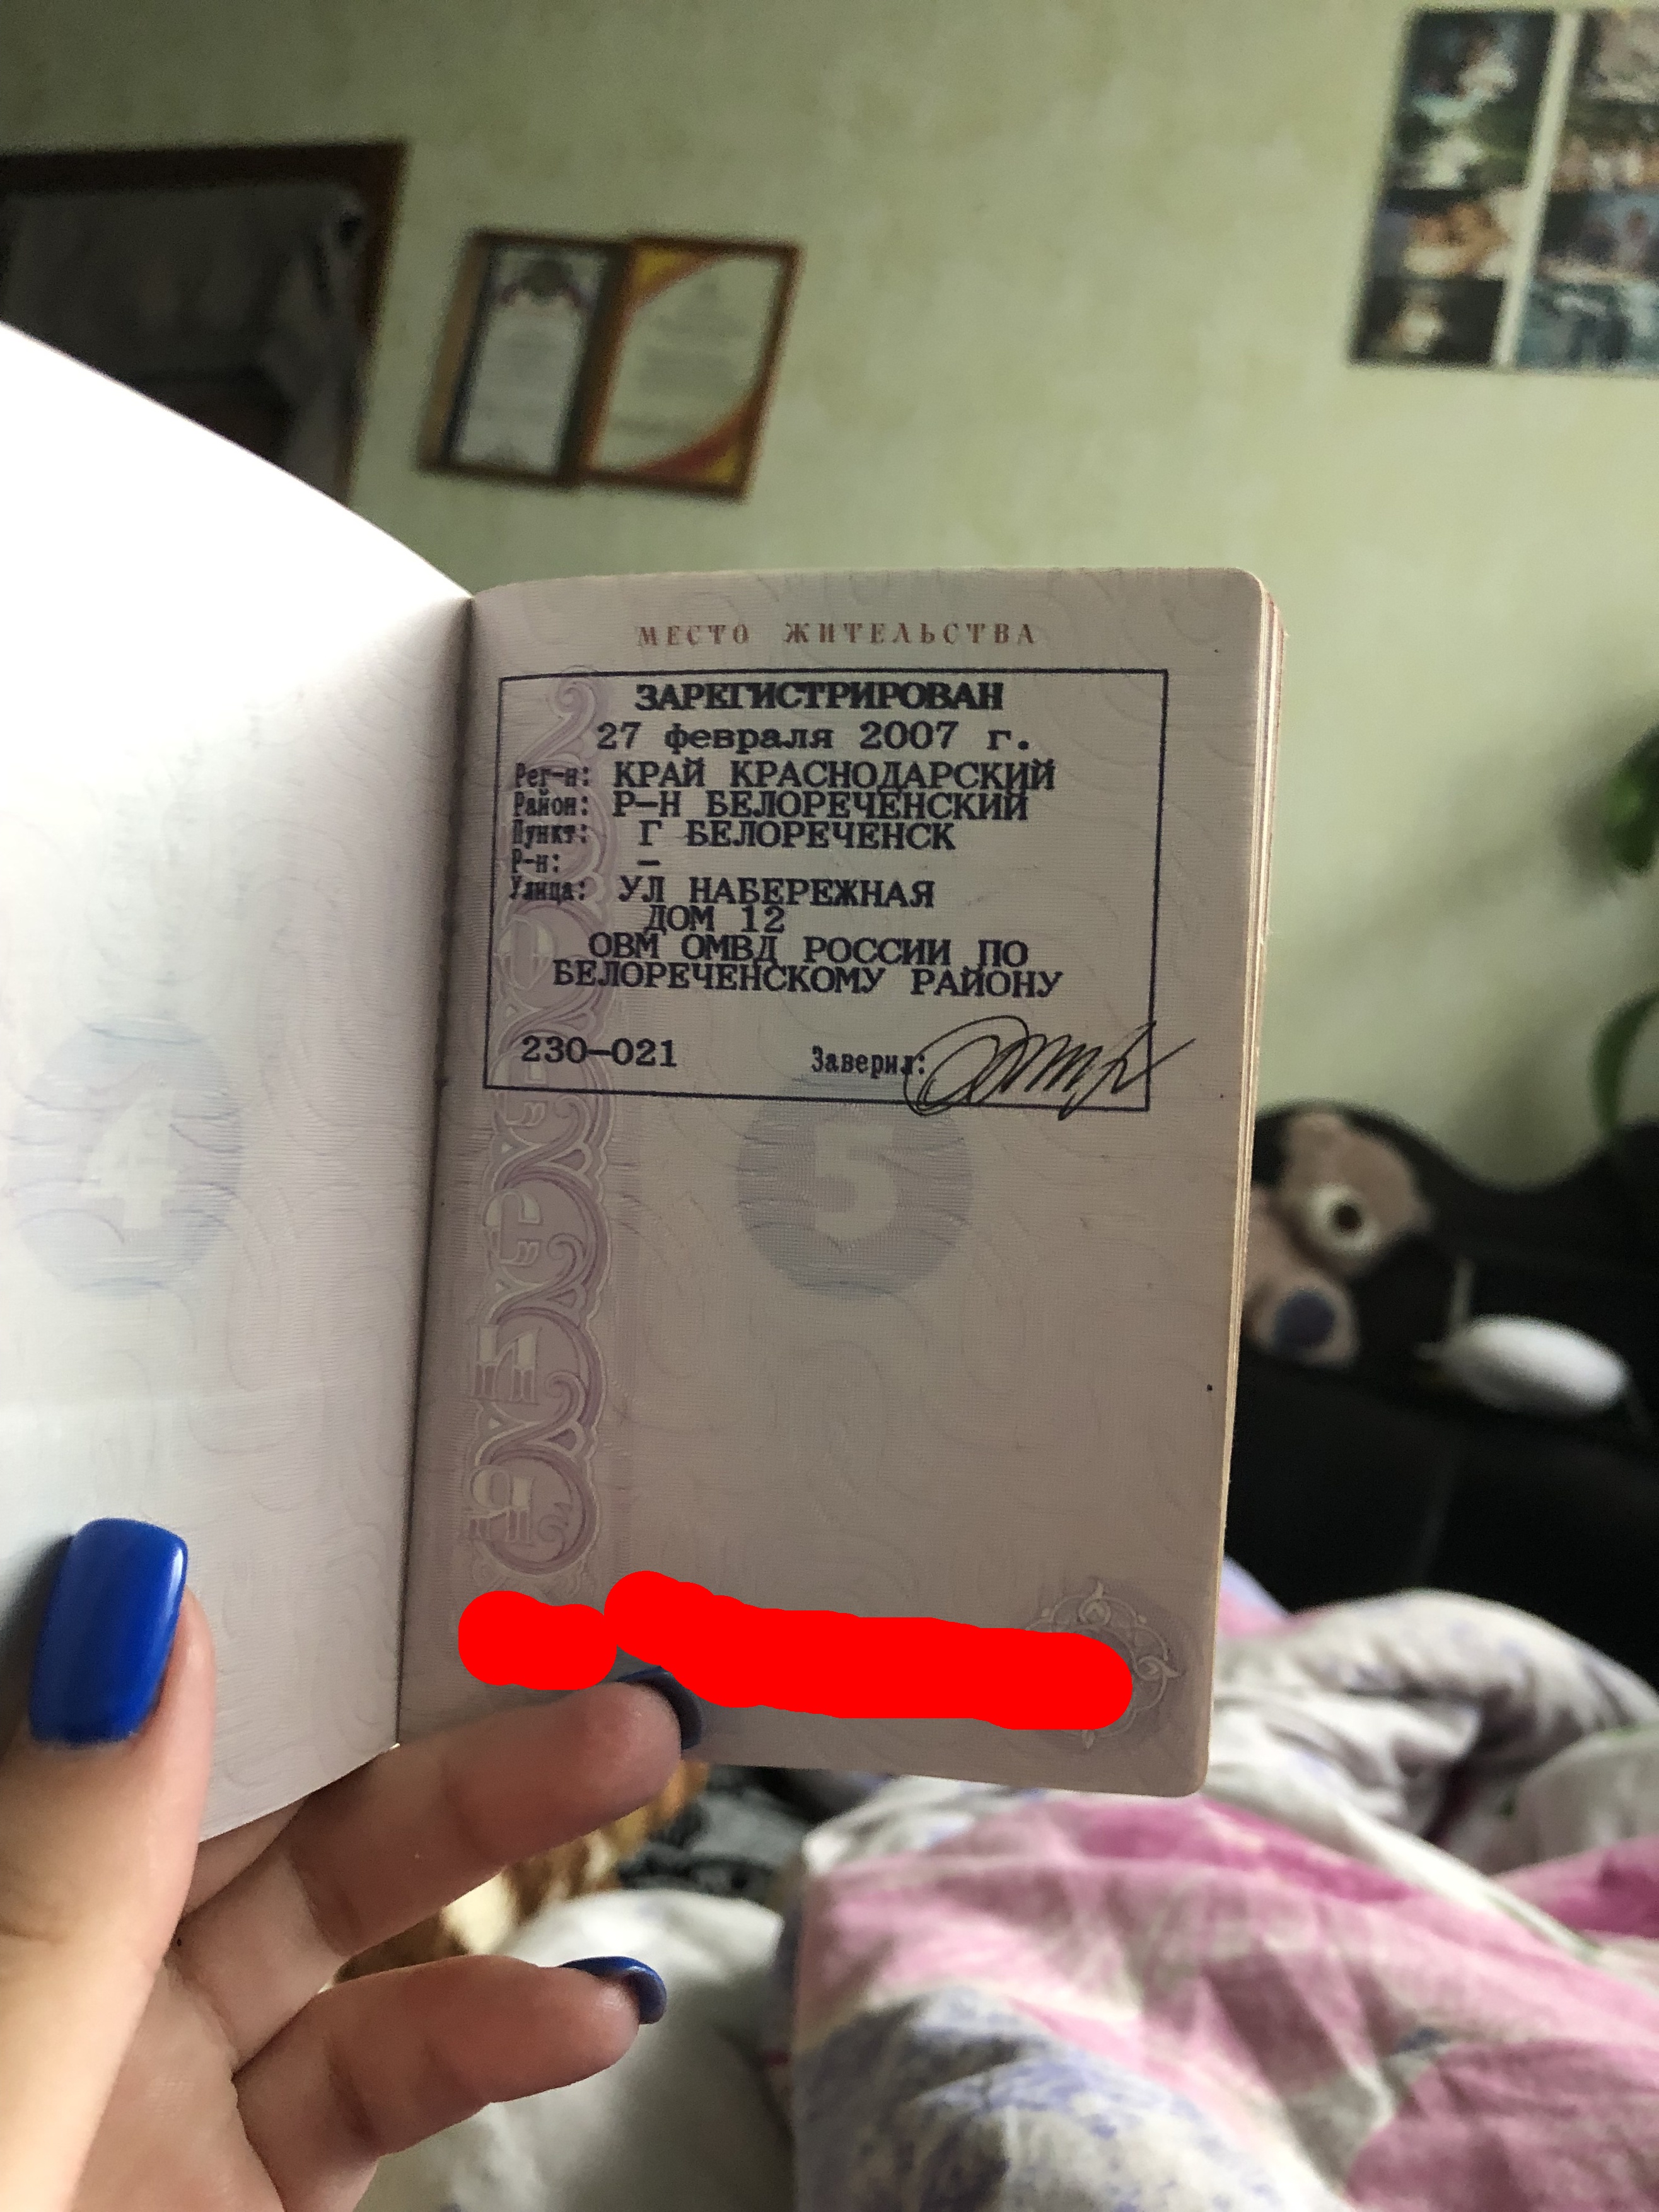 МЕСТО ЖИТЕЛЬСТВА
ЗАРЕГИСТРИРОВАН
27 февраля 2007 г.
Рег-н: КРАЙ КРАСНОДАРСКИЙ
Район: Р-Н БЕЛОРЕЧЕНСКИЙ
Пункт: Г БЕЛОРЕЧЕНСК
Р-н: –
Улица: УЛ НАБЕРЕЖНАЯ
ДОМ 12
ОВМ ОМВД РОССИИ ПО
БЕЛОРЕЧЕНСКОМУ РАЙОНУ
230-021 Заверил:
4
5